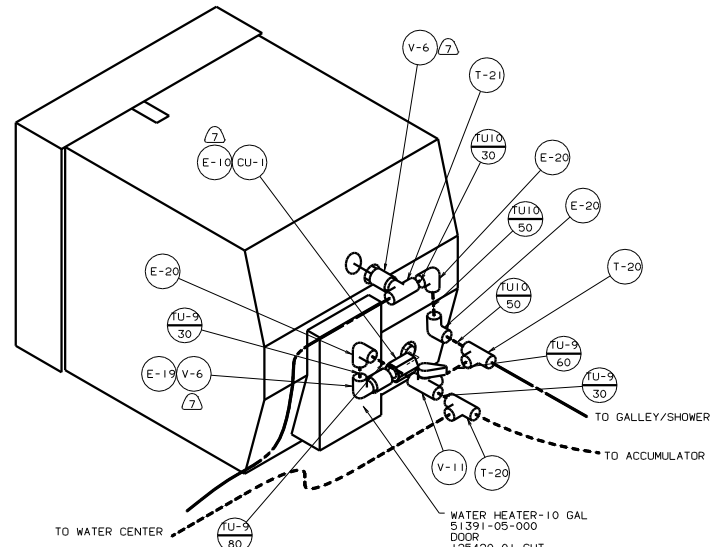 V-6 7
T-21
7
E-10 CU-1
TU10
30
E-20
TU10
50
E-20
E-20
T-20
TU-9
30
TU10
50
E-19 V-6
7
TU-9
60
TU-9
30
TO GALLEY/SHOWER
TO ACCUMULATOR
V-11
T-20
TO WATER CENTER
TU-9
80
WATER HEATER-10 GAL
51391-05-000
DOOR